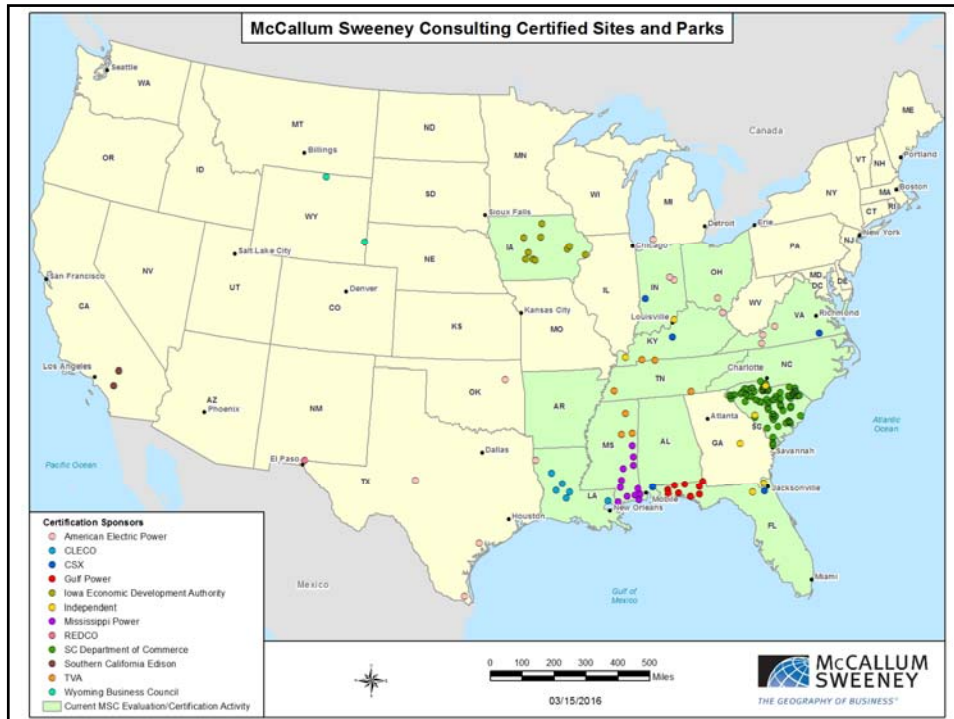 McCallum Sweeney Consulting Certified Sites and Parks
Seattle
WA
MT
ND
MN
ME
Canada
Billings
OR
ID
SD
WI
MI
VT
NH
Portland
NY
MA
Boston
CT
RI
WY
Sioux Falls
Detroit
Erie
New York
IA
Chicago
PA
NJ
Salt Lake City
NE
OH
MD
DE
DC
San Francisco
NV
UT
Denver
IL
IN
WV
CA
CO
Kansas City
Louisville
VA
Richmond
KS
MO
KY
Los Angeles
NC
Charlotte
TN
OK
AZ
NM
AR
SC
Phoenix
Atlanta
Atlantic
Ocean
MS
AL
GA
Dallas
Savannah
Pacific Ocean
El Paso
TX
LA
Mobile
Jacksonville
New Orleans
Houston
FL
Miami
Mexico
Gulf of
Mexico
Certification Sponsors
American Electric Power
CLECO
CSX
Gulf Power
Iowa Economic Development Authority
Independent
Mississippi Power
REDCO
SC Department of Commerce
Southern California Edison
TVA
Wyoming Business Council
Current MSC Evaluation/Certification Activity
0 100 200 300 400 500
Miles
03/15/2016
MCCALLUM
SWEENEY
THE GEOGRAPHY OF BUSINESS®